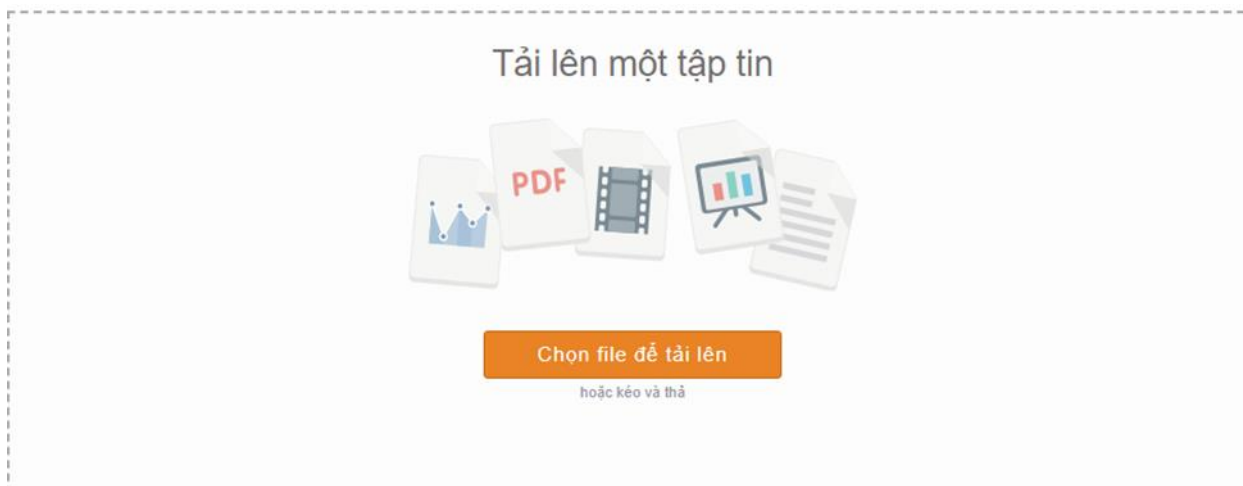 Tải lên một tập tin
PDF
Chọn file để tải lên
hoặc kéo và thả